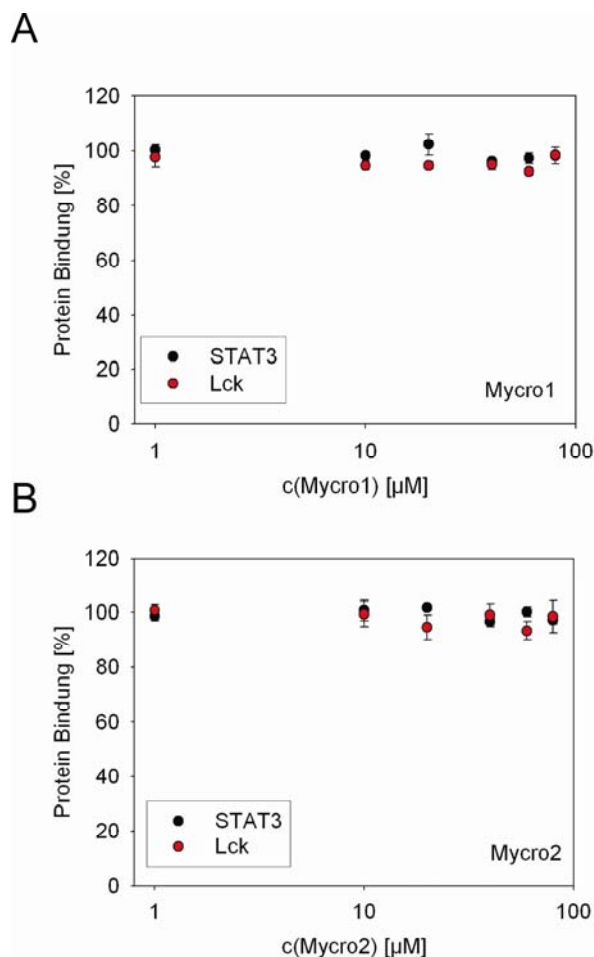 A
120
100
80
60
40
20
0
Protein Bindung [%]
STAT3
Lck
Mycro1
1 10 100
c(Mycro1) [µM]
B
120
100
80
60
40
20
0
Protein Bindung [%]
STAT3
Lck
Mycro2
1 10 100
c(Mycro2) [µM]